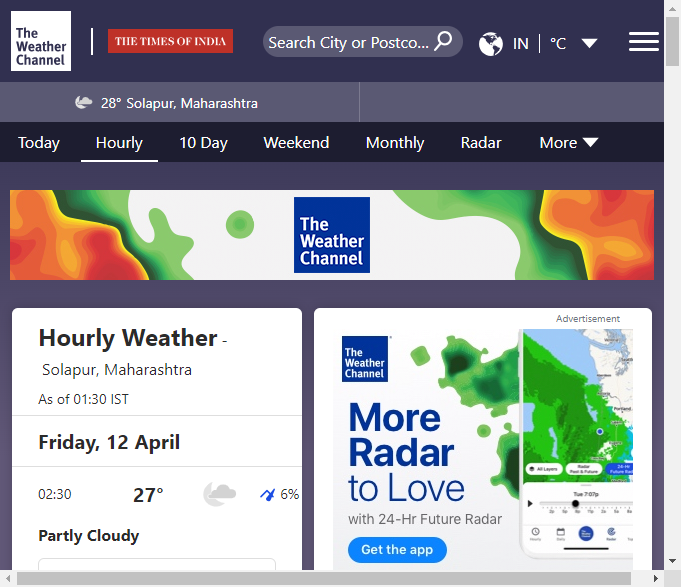 The Weather Channel
THE TIMES OF INDIA
Search City or Postco...
IN
°C
28° Solapur, Maharashtra
Today
Hourly
10 Day
Weekend
Monthly
Radar
More
The
Weather
Channel
Hourly Weather -
Solapur, Maharashtra
As of 01:30 IST
Friday, 12 April
02:30
27°
6%
Partly Cloudy
Advertisement
The
Weather
Channel
More
Radar
to Love
with 24-Hr Future Radar
Get the app
All Layers
Radar
Past & Future
24-Hr
Future Rada
Tue 7:07p
Radar